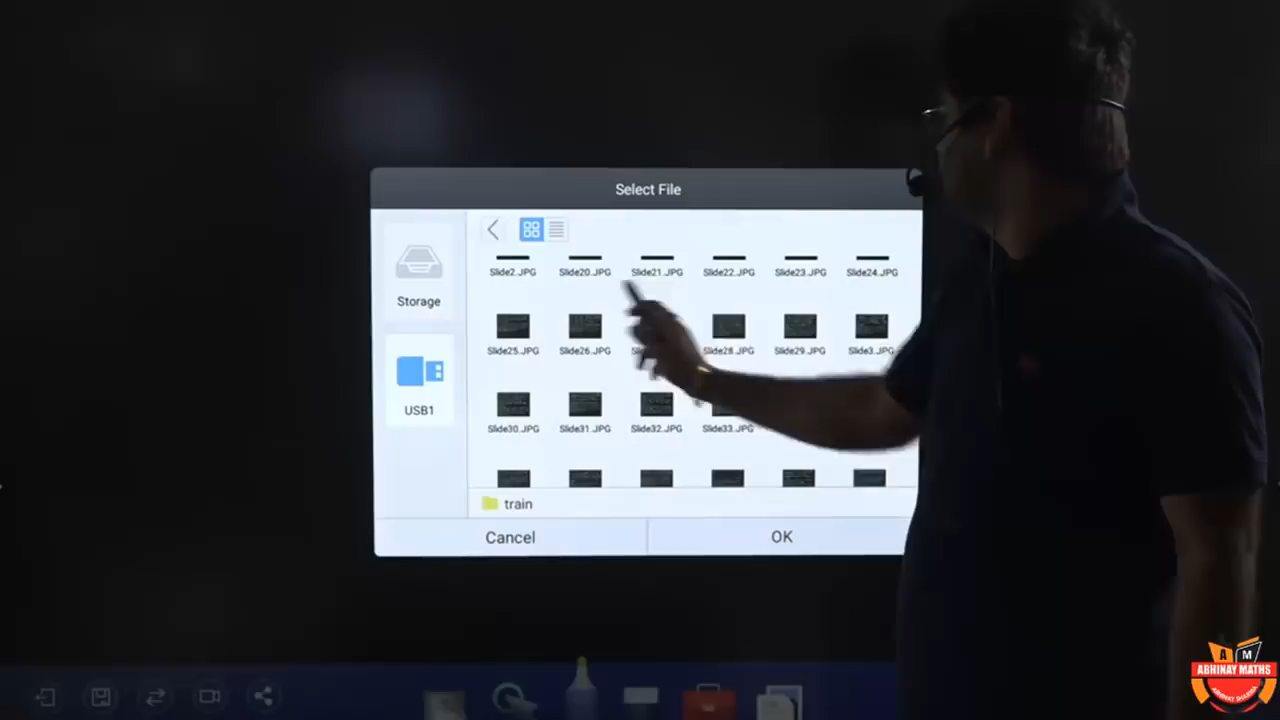 Select File
Storage
USB1
Slide2.JPG Slide20.JPG Slide21.JPG Slide22.JPG Slide23.JPG Slide24.JPG
Slide25.JPG Slide26.JPG Slide28.JPG Slide29.JPG Slide3.JPG
Slide30.JPG Slide31.JPG Slide32.JPG Slide33.JPG
train
Cancel OK
A M
ABHINAY MATHS
ABHINAY SHARMA